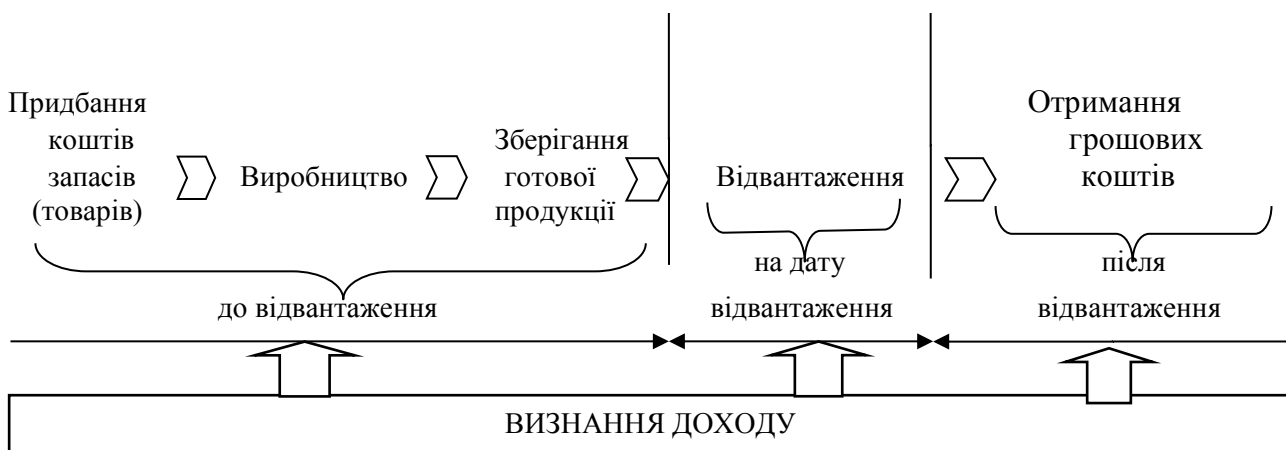 Придбання
коштів
запасів
(товарів)
Виробництво
Зберігання
готової
продукції
Відвантаження
Отримання
грошових
коштів
до відвантаження
на дату
відвантаження
після
відвантаження
ВИЗНАННЯ ДОХОДУ